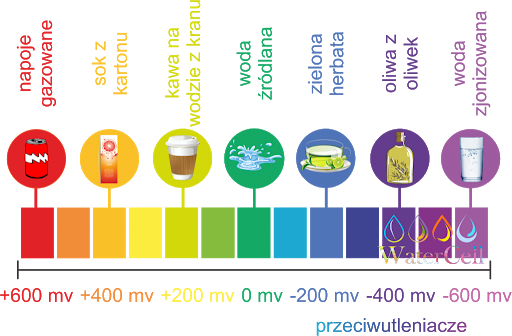 napoje
gazowane
sok z
kartonu
kawa na
wodzie z kranu
woda
źródlana
zielona
herbata
oliwa z
oliwek
woda
zjonizowana
WaterCell
+600 mv +400 mv +200 mv 0 mv -200 mv -400 mv -600 mv
przeciwutleniacze